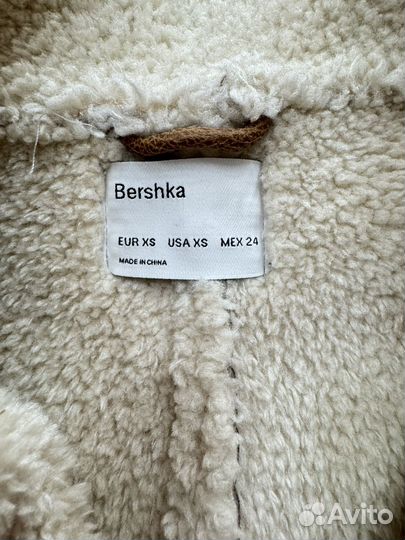 Bershka
EUR XS USA XS MEX 24
MADE IN CHINA
Avito